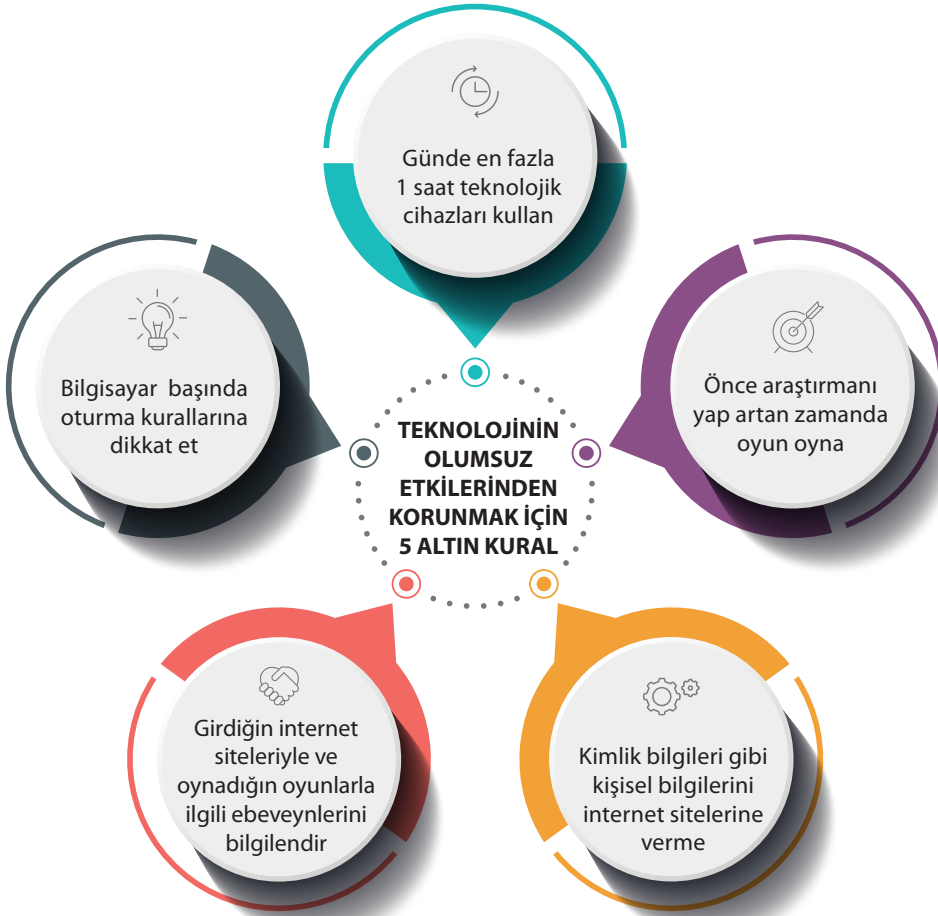 Günde en fazla
1 saat teknolojik
cihazları kullan
Bilgisayar başında
oturma kurallarına
dikkat et
Önce araştırmanı
yap artan zamanda
oyun oyna
TEKNOLOJİNİN
OLUMSUZ
ETKİLERİNDEN
KORUNMAK İÇİN
5 ALTIN KURAL
Girdiğin internet
siteleriyle ve
oynadığın oyunlarla
ilgili ebeveynlerini
bilgilendir
Kimlik bilgileri gibi
kişisel bilgilerini
internet sitelerine
verme